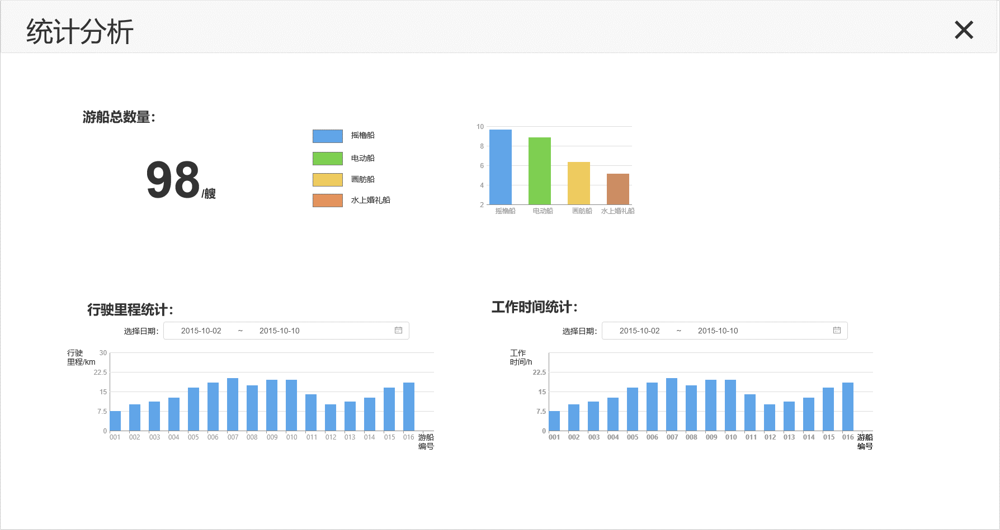 统计分析
游船总数量：
98/艘
摇橹船
电动船
画舫船
水上婚礼船
10
8
6
4
2
摇橹船 电动船 画舫船 水上婚礼船
行驶里程统计：
选择日期： 2015-10-02 ~ 2015-10-10
行驶
里程/km
30
22.5
15
7.5
0
001 002 003 004 005 006 007 008 009 010 011 012 013 014 015 016 游船
编号
工作时间统计：
选择日期： 2015-10-02 ~ 2015-10-10
工作
时间/h
22.5
15
7.5
0
001 002 003 004 005 006 007 008 009 010 011 012 013 014 015 016 游船
编号